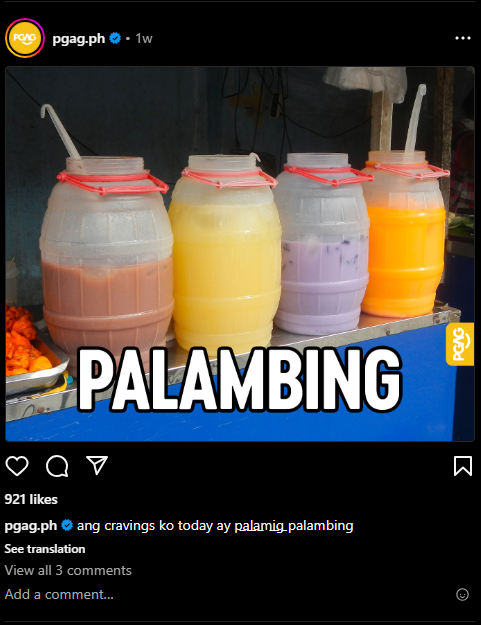 PGAG
pgag.ph • 1w
PGAG
PALAMBING
921 likes
pgag.ph ang cravings ko today ay palamig palambing
See translation
View all 3 comments
Add a comment...